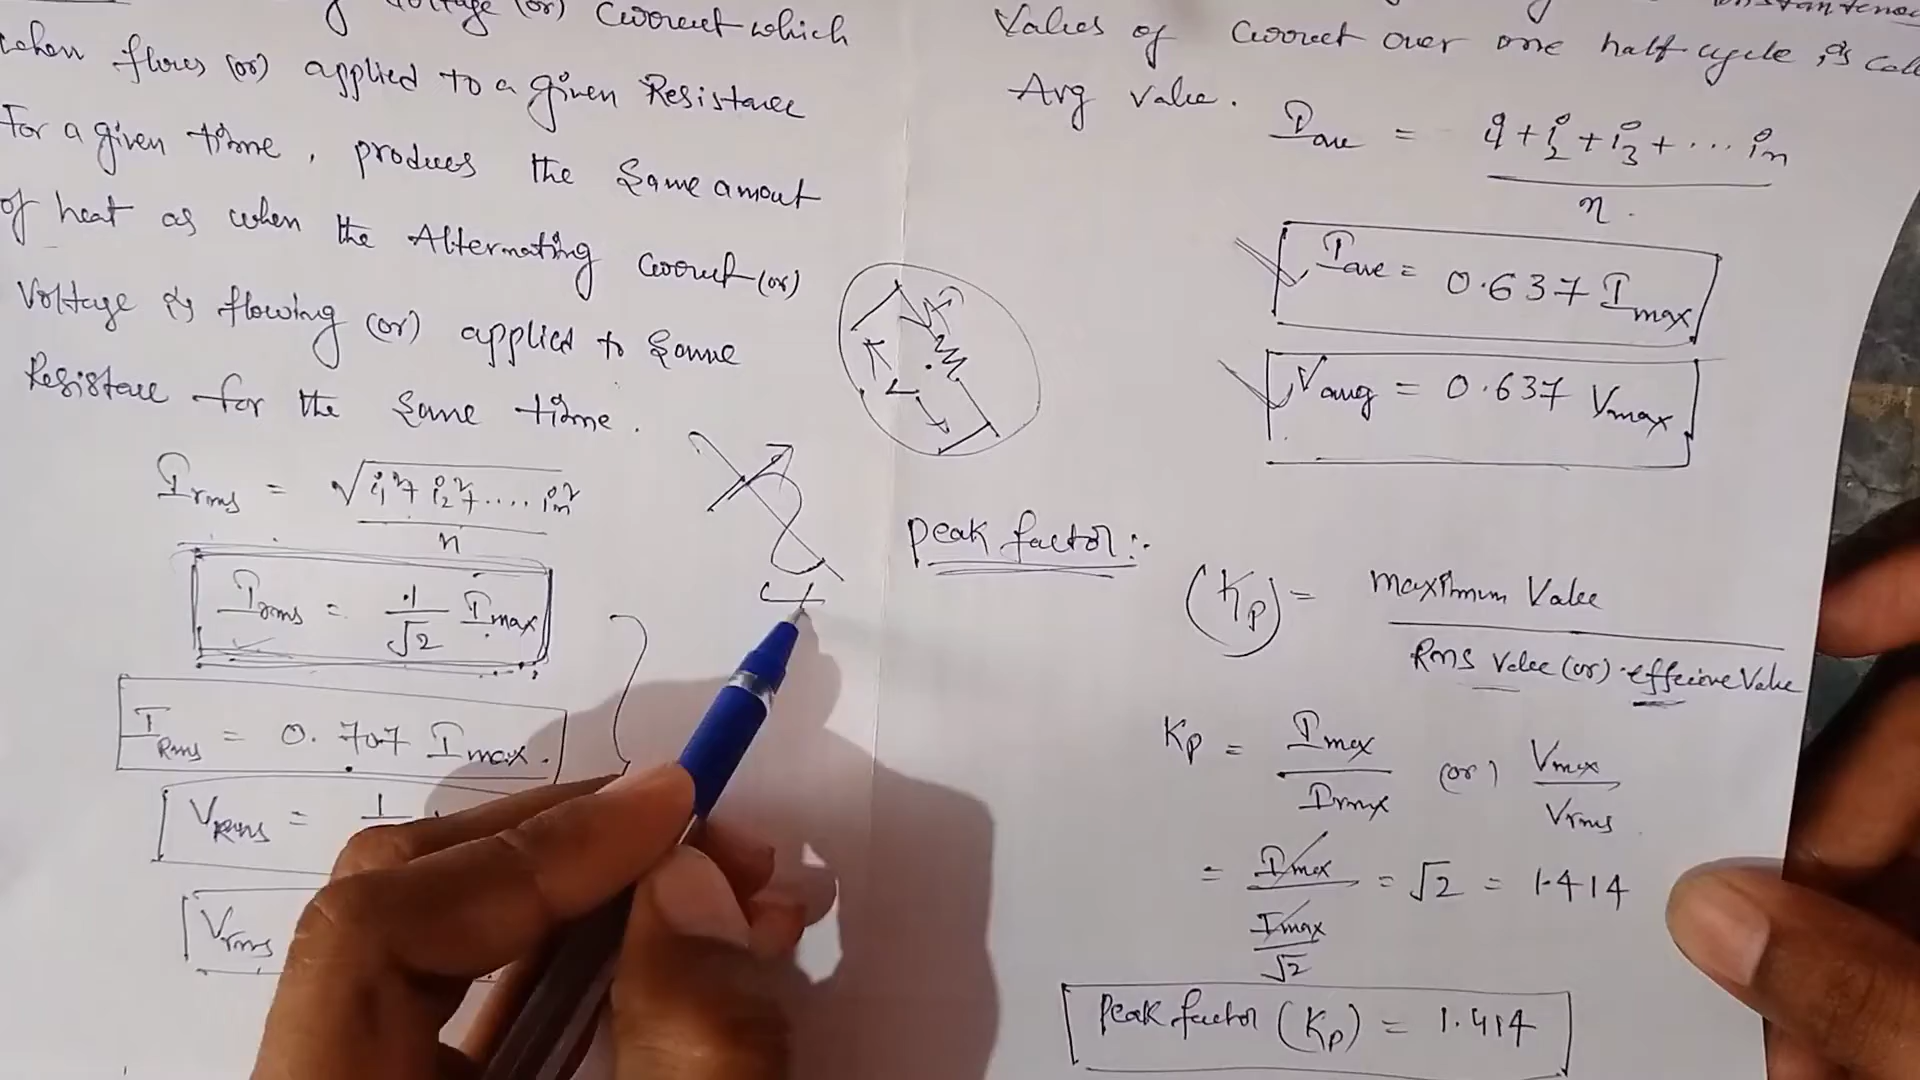 voltage (or) Current which
when flows (or) applied to a given Resistance
For a given time, produces the Same amout
of heat as when the Alternating Current (or)
Voltage is flowing (or) applied to Same
Resistace for the Same time.
Irms = √i₁²+ i₂²+.... in²
n
Irms = 1/√2 Imax
IRms = 0.707 Imax.
VRms = 1
Vrms
Values of Current over one half cycle is
Avg Value.
Iave = i₁+i₂+i₃+... in
n.
Iave = 0.637 Imax
Vavg = 0.637 Vmax
peak factor:-
(Kp) = maximum Value
Rms Value (or) effecive Value
Kp = Imax/Irmx (or) Vmax/Vrms
= Imax/Imax/√2 = √2 = 1.414
Peak factor (Kp) = 1.414